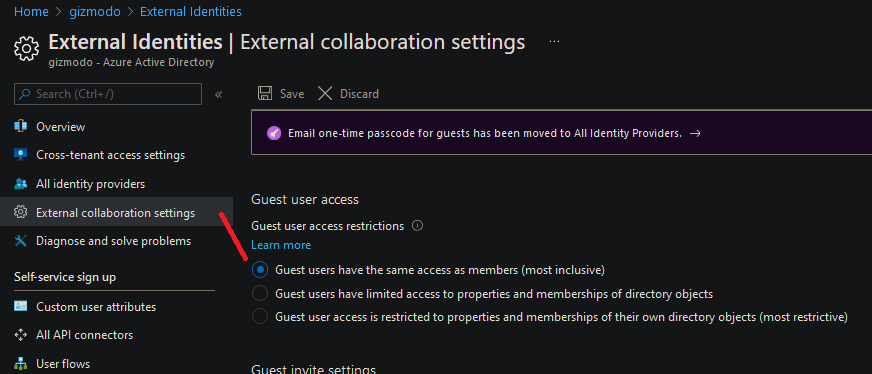 Home > gizmodo > External Identities
External Identities | External collaboration settings ...
gizmodo - Azure Active Directory
Search (Ctrl+/) «
Save Discard
Overview
Cross-tenant access settings
All identity providers
External collaboration settings
Diagnose and solve problems
Self-service sign up
Custom user attributes
All API connectors
User flows
Email one-time passcode for guests has been moved to All Identity Providers. →
Guest user access
Guest user access restrictions
Learn more
Guest users have the same access as members (most inclusive)
Guest users have limited access to properties and memberships of directory objects
Guest user access is restricted to properties and memberships of their own directory objects (most restrictive)
Guest invite settings